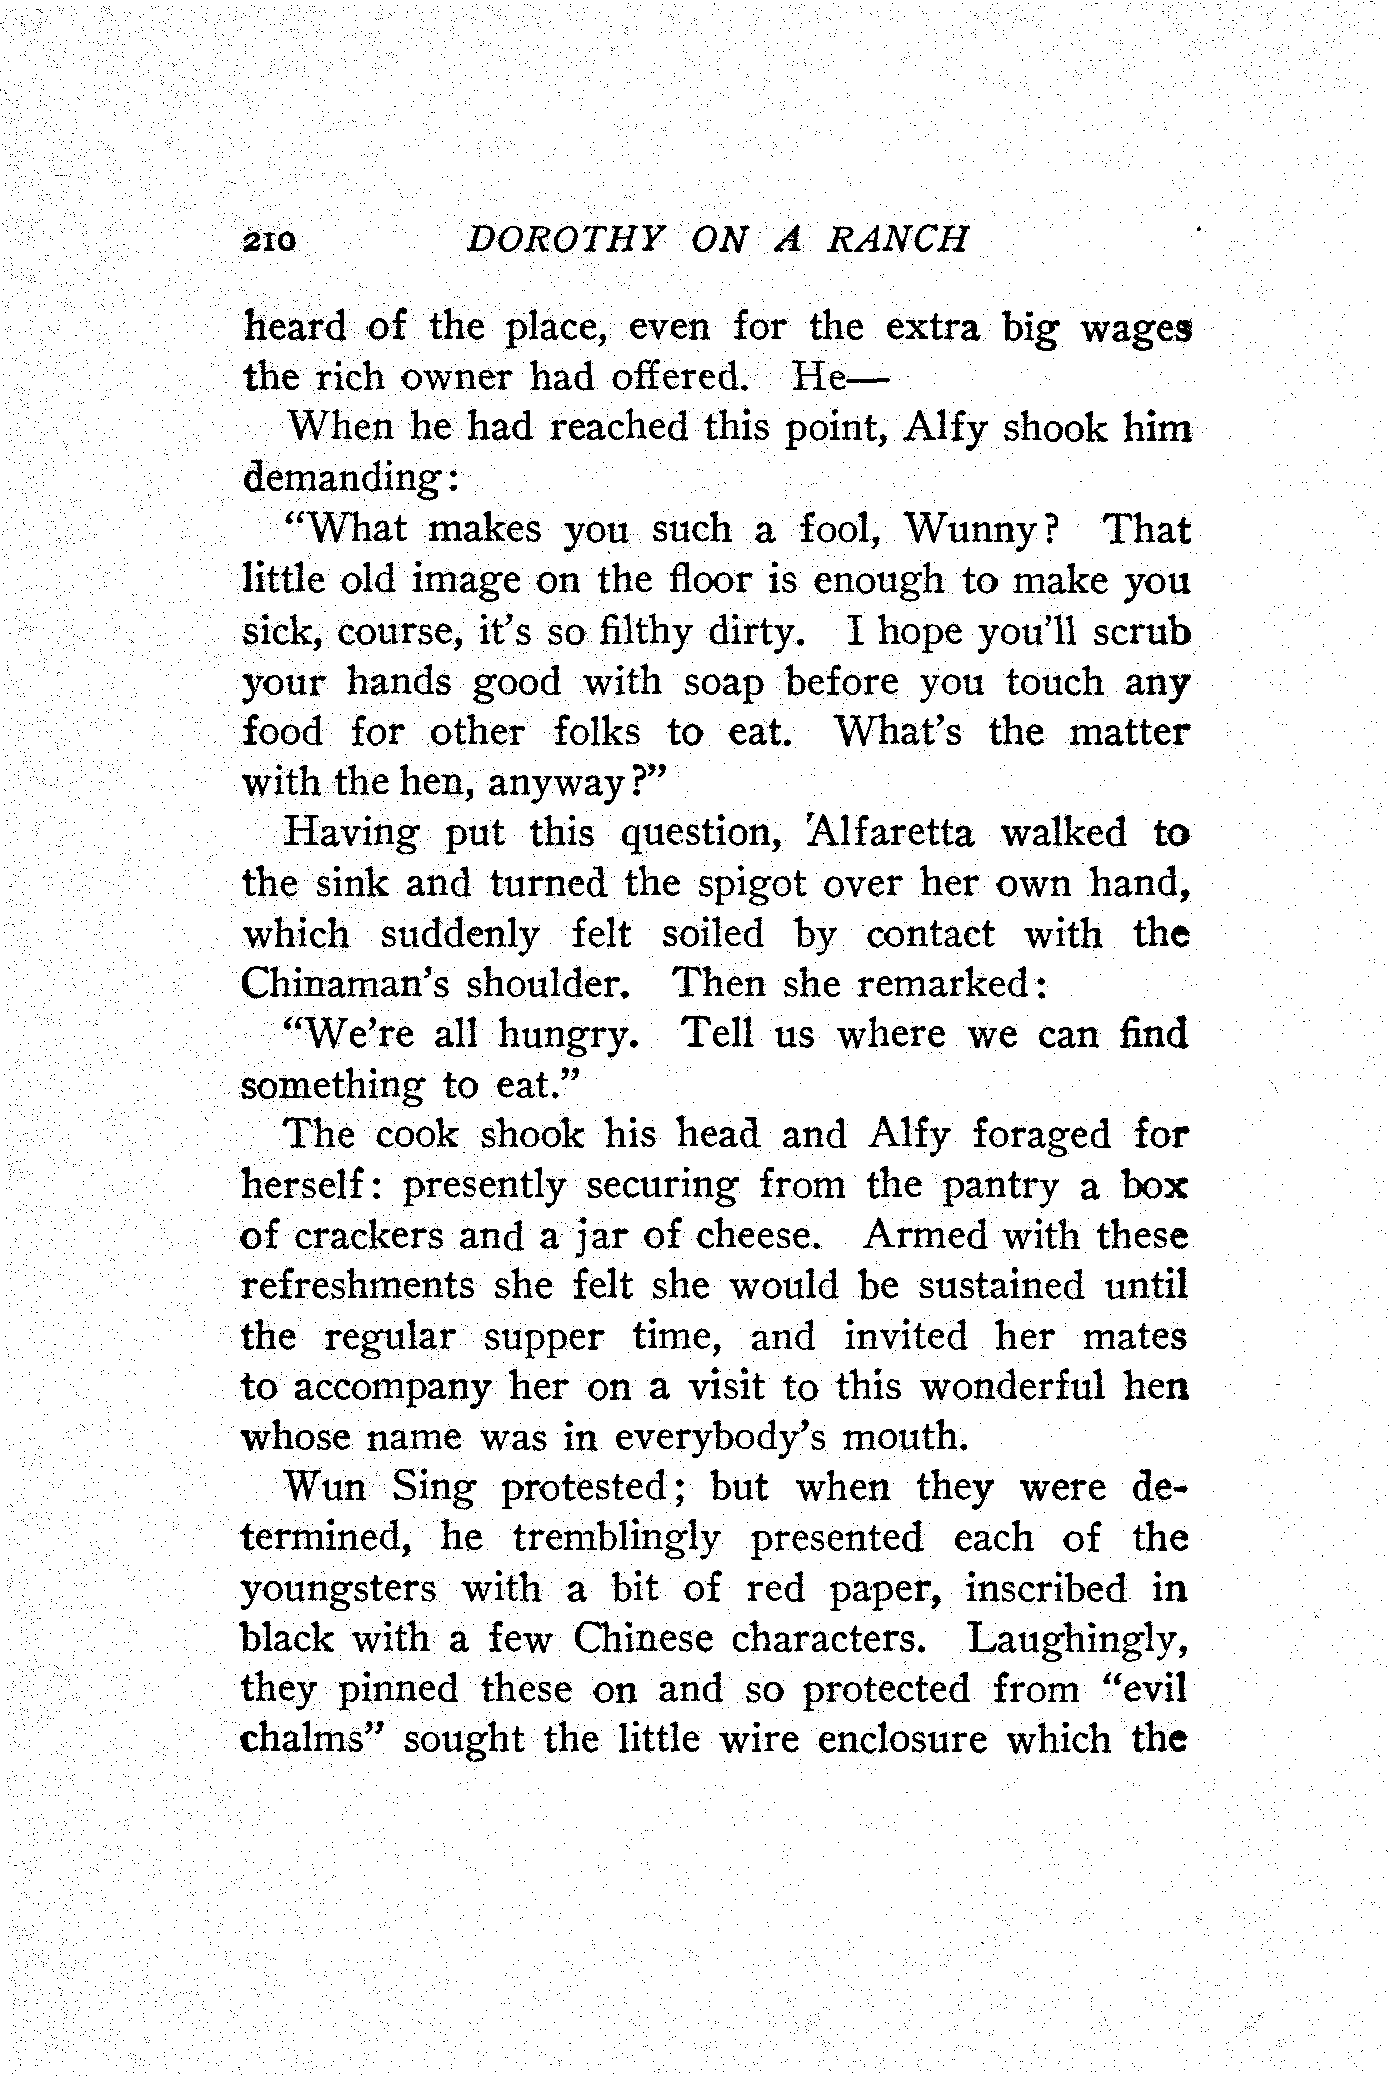 210 DOROTHY ON A RANCH
heard of the place, even for the extra big wages
the rich owner had offered. He—
When he had reached this point, Alfy shook him
demanding:
“What makes you such a fool, Wunny? That
little old image on the floor is enough to make you
sick, course, it’s so filthy dirty. I hope you’ll scrub
your hands good with soap before you touch any
food for other folks to eat. What’s the matter
with the hen, anyway?”
Having put this question, 'Alfaretta walked to
the sink and turned the spigot over her own hand,
which suddenly felt soiled by contact with the
Chinaman’s shoulder. Then she remarked:
“We’re all hungry. Tell us where we can find
something to eat.”
The cook shook his head and Alfy foraged for
herself: presently securing from the pantry a box
of crackers and a jar of cheese. Armed with these
refreshments she felt she would be sustained until
the regular supper time, and invited her mates
to accompany her on a visit to this wonderful hen
whose name was in everybody’s mouth.
Wun Sing protested; but when they were de-
termined, he tremblingly presented each of the
youngsters with a bit of red paper, inscribed in
black with a few Chinese characters. Laughingly,
they pinned these on and so protected from “evil
chalms” sought the little wire enclosure which the